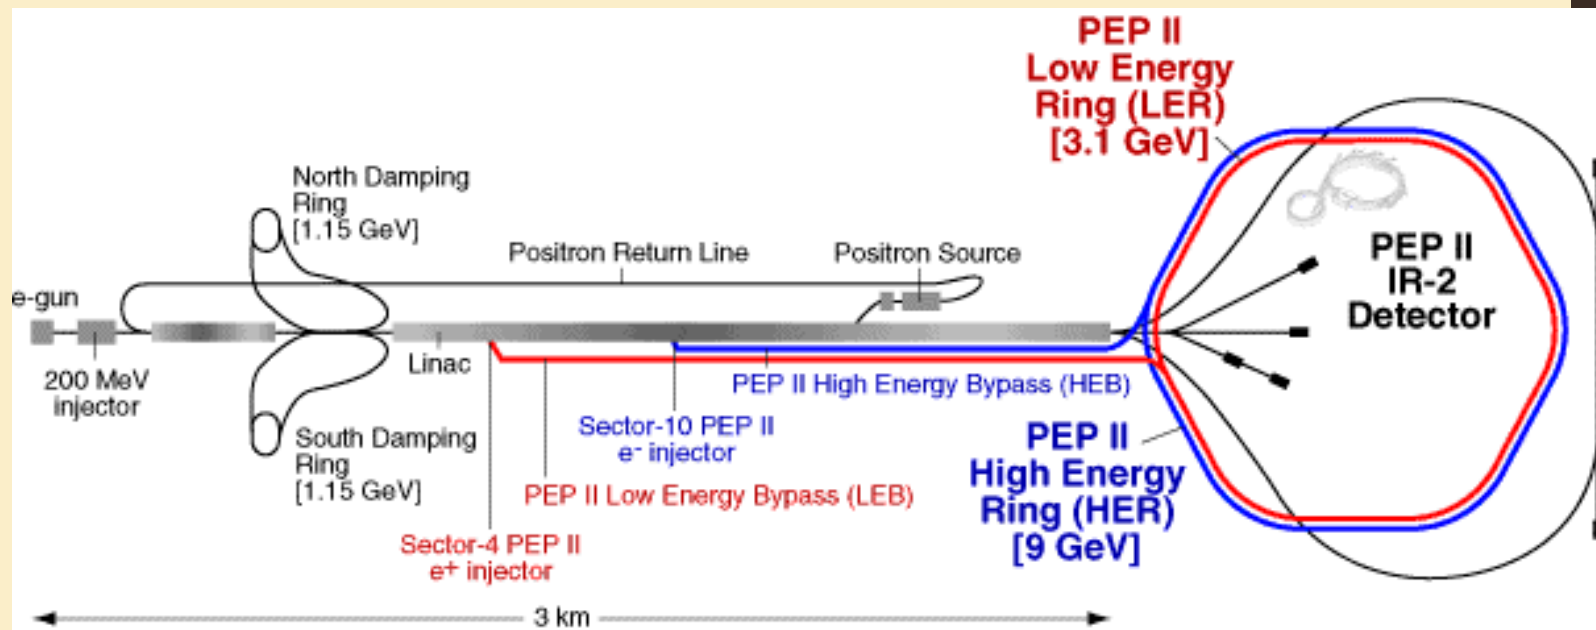 PEP II
Low Energy
Ring (LER)
[3.1 GeV]
North Damping
Ring
[1.15 GeV]
Positron Return Line
Positron Source
e-gun
PEP II
IR-2
Detector
200 MeV
injector
Linac
PEP II High Energy Bypass (HEB)
Sector-10 PEP II
e- injector
South Damping
Ring
[1.15 GeV]
PEP II Low Energy Bypass (LEB)
PEP II
High Energy
Ring (HER)
[9 GeV]
Sector-4 PEP II
e+ injector
3 km